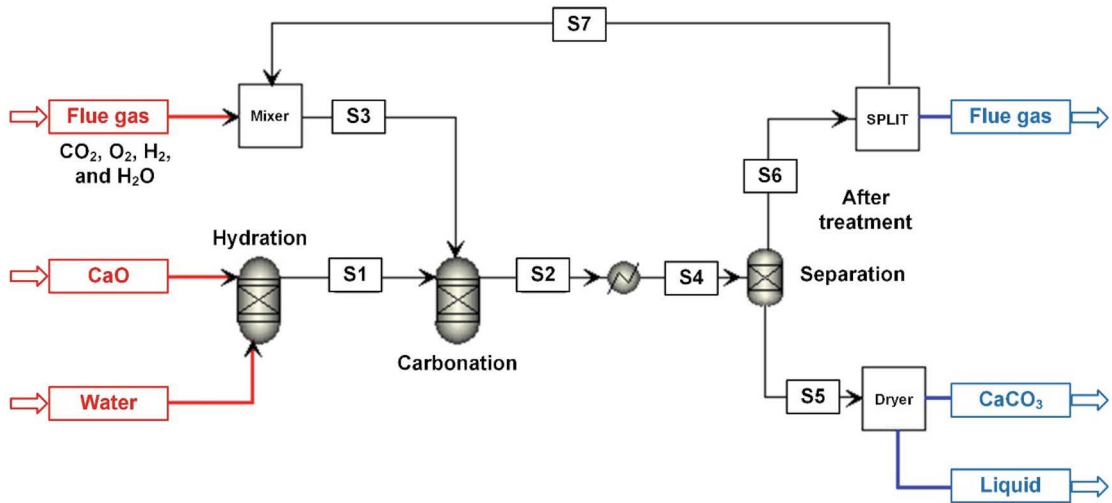 S7
Flue gas
Mixer
S3
SPLIT
Flue gas
CO₂, O₂, H₂,
and H₂O
S6
After
treatment
Hydration
CaO
S1
S2
S4
Separation
Carbonation
Water
S5
Dryer
CaCO₃
Liquid